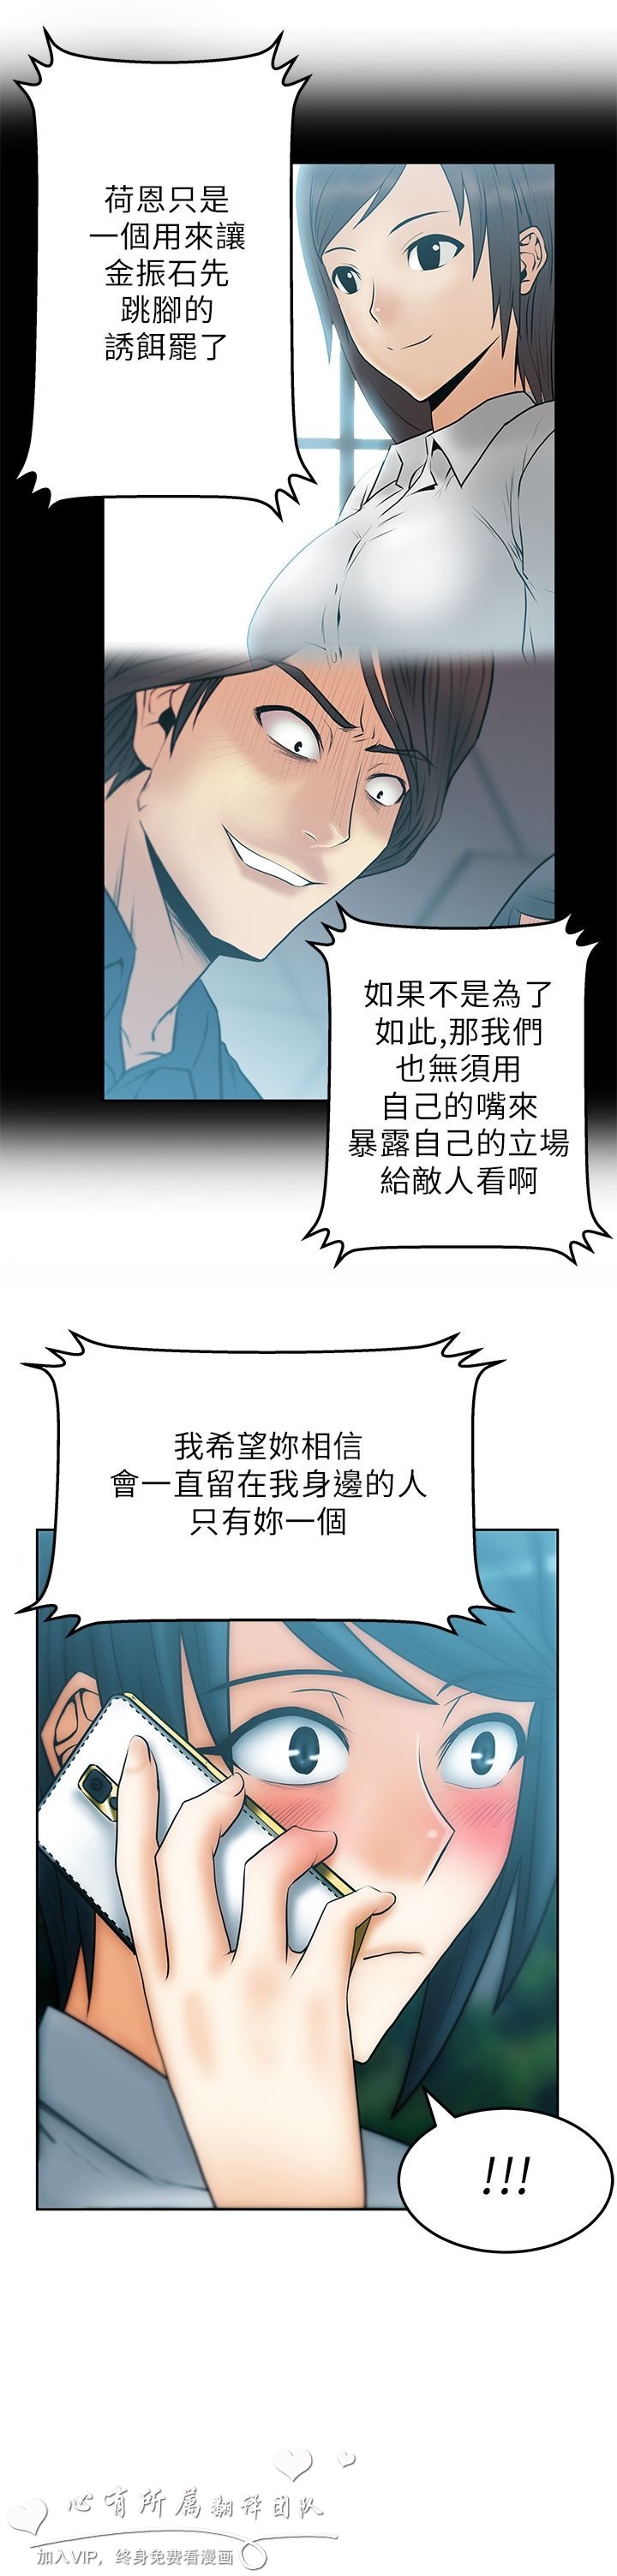 荷恩只是
一個用來讓
金振石先
跳腳的
誘餌罷了
如果不是為了
如此,那我們
也無須用
自己的嘴來
暴露自己的立場
給敵人看啊
我希望妳相信
會一直留在我身邊的人
只有妳一個
!!!
心有所属翻译团队
加入VIP，终身免费看漫画